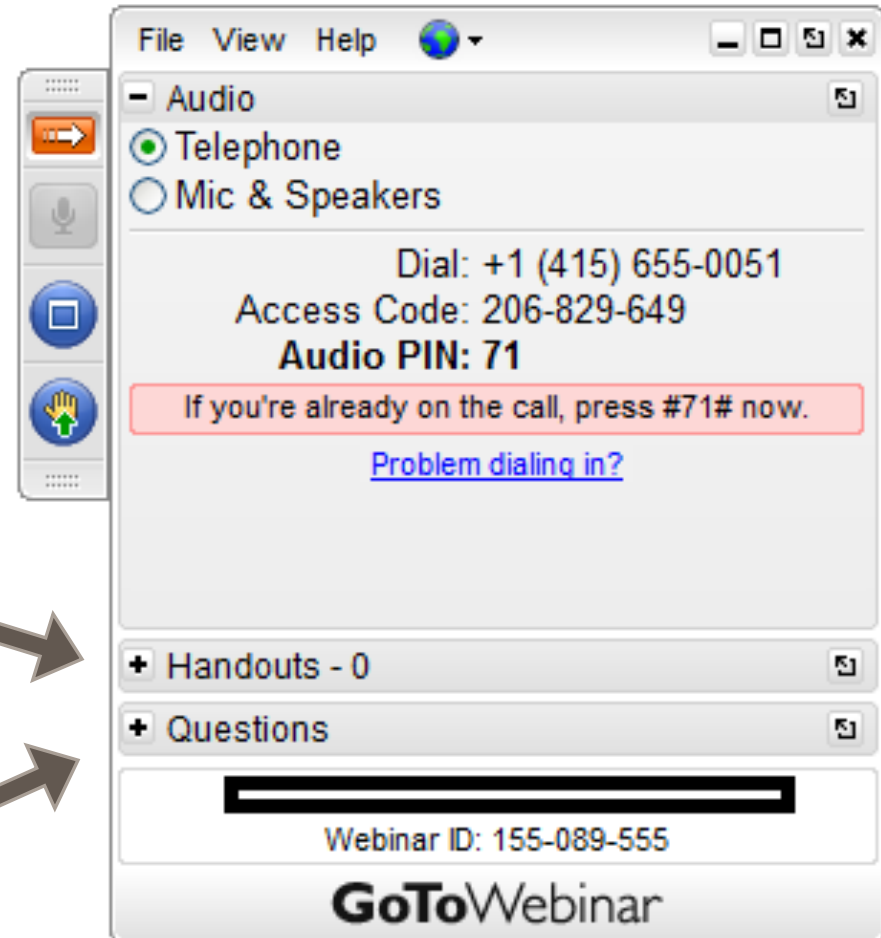 File View Help
Audio
Telephone
Mic & Speakers
Dial: +1 (415) 655-0051
Access Code: 206-829-649
Audio PIN: 71
If you're already on the call, press #71# now.
Problem dialing in?
Handouts - 0
Questions
Webinar ID: 155-089-555
GoToWebinar